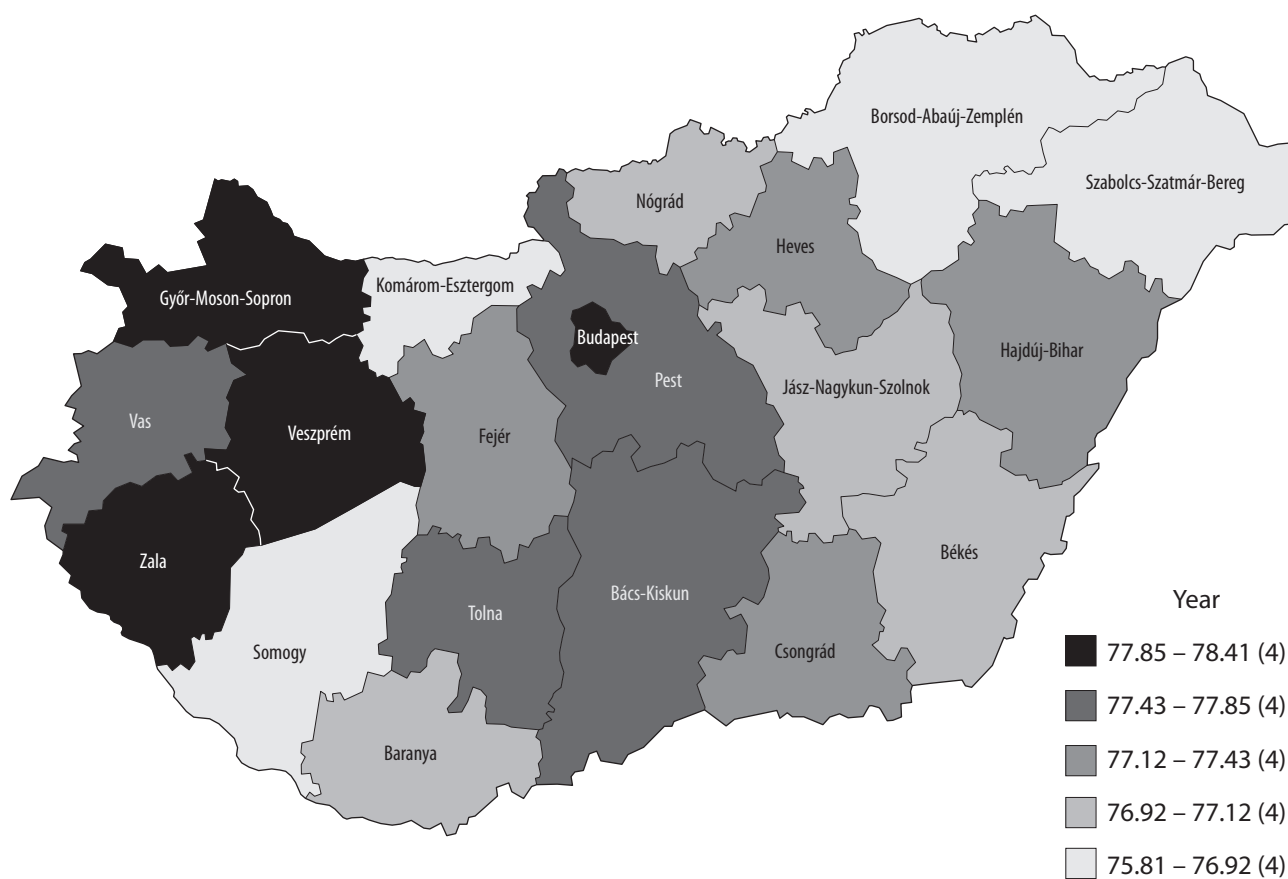 Borsod-Abaúj-Zemplén
Szabolcs-Szatmár-Bereg
Nógrád
Heves
Komárom-Esztergom
Győr-Moson-Sopron
Budapest
Hajdúj-Bihar
Pest
Jász-Nagykun-Szolnok
Vas
Veszprém
Fejér
Zala
Békés
Bács-Kiskun
Tolna
Somogy
Csongrád
Baranya
Year
77.85 – 78.41 (4)
77.43 – 77.85 (4)
77.12 – 77.43 (4)
76.92 – 77.12 (4)
75.81 – 76.92 (4)